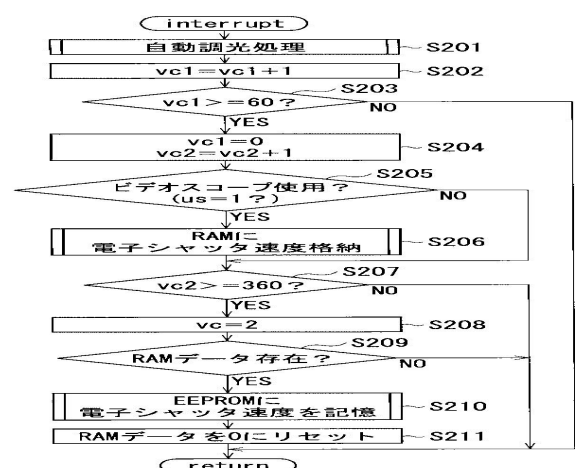 interrupt
自動調光処理
S201
vc1=vc1+1
S202
S203
vc1>=60?
NO
YES
vc1=0
vc2=vc2+1
S204
S205
ビデオスコープ使用?
(us=1?)
NO
YES
RAMに
電子シャッタ速度格納
S206
S207
vc2>=360?
NO
YES
vc=2
S208
S209
RAMデータ存在?
NO
YES
EEPROMに
電子シャッタ速度を記憶
S210
RAMデータを0にリセット
S211
return